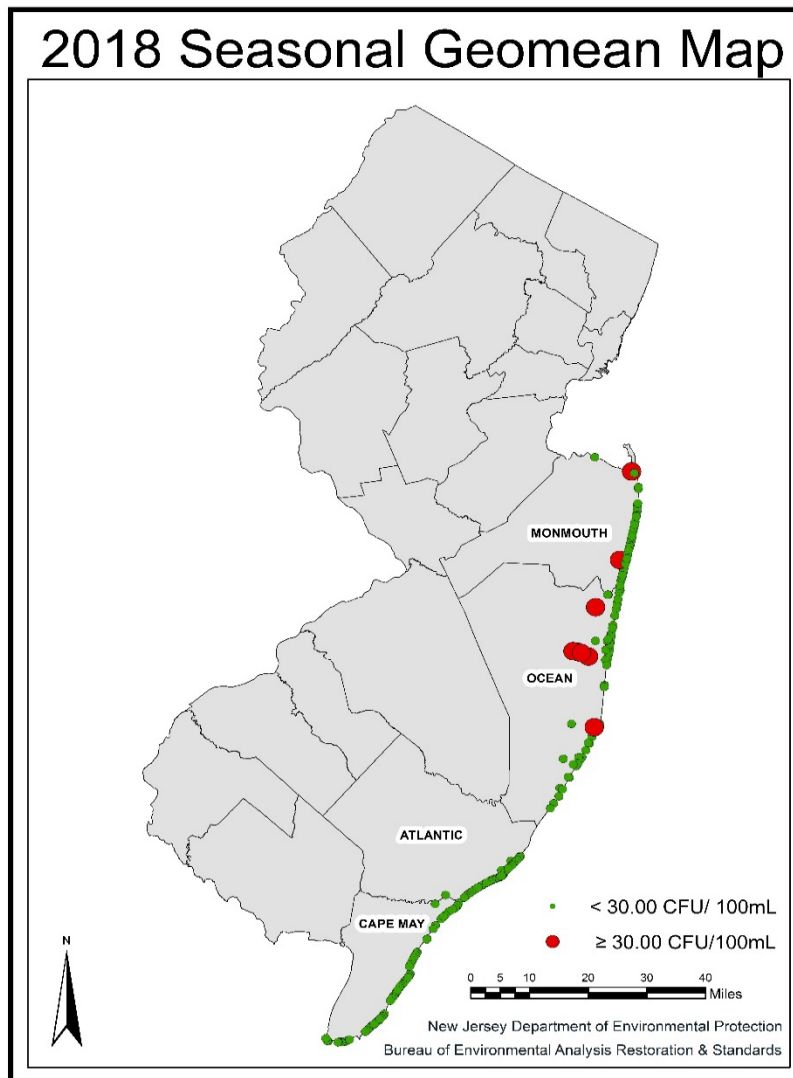 2018 Seasonal Geomean Map
MONMOUTH
OCEAN
ATLANTIC
CAPE MAY
< 30.00 CFU/ 100mL
≥ 30.00 CFU/100mL
N
0 5 10 20 30 40
Miles
New Jersey Department of Environmental Protection
Bureau of Environmental Analysis Restoration & Standards